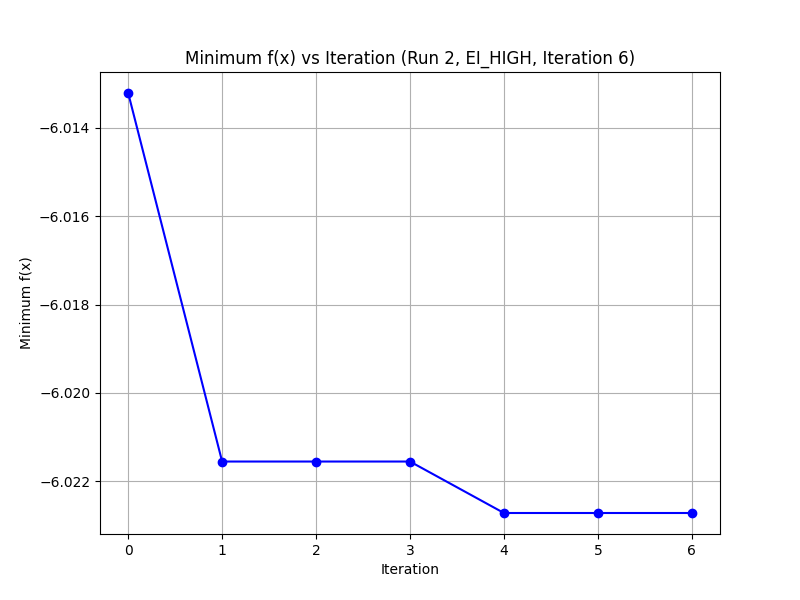 Minimum f(x) vs Iteration (Run 2, EI_HIGH, Iteration 6)
Minimum f(x)
−6.014
−6.016
−6.018
−6.020
−6.022
0 1 2 3 4 5 6
Iteration